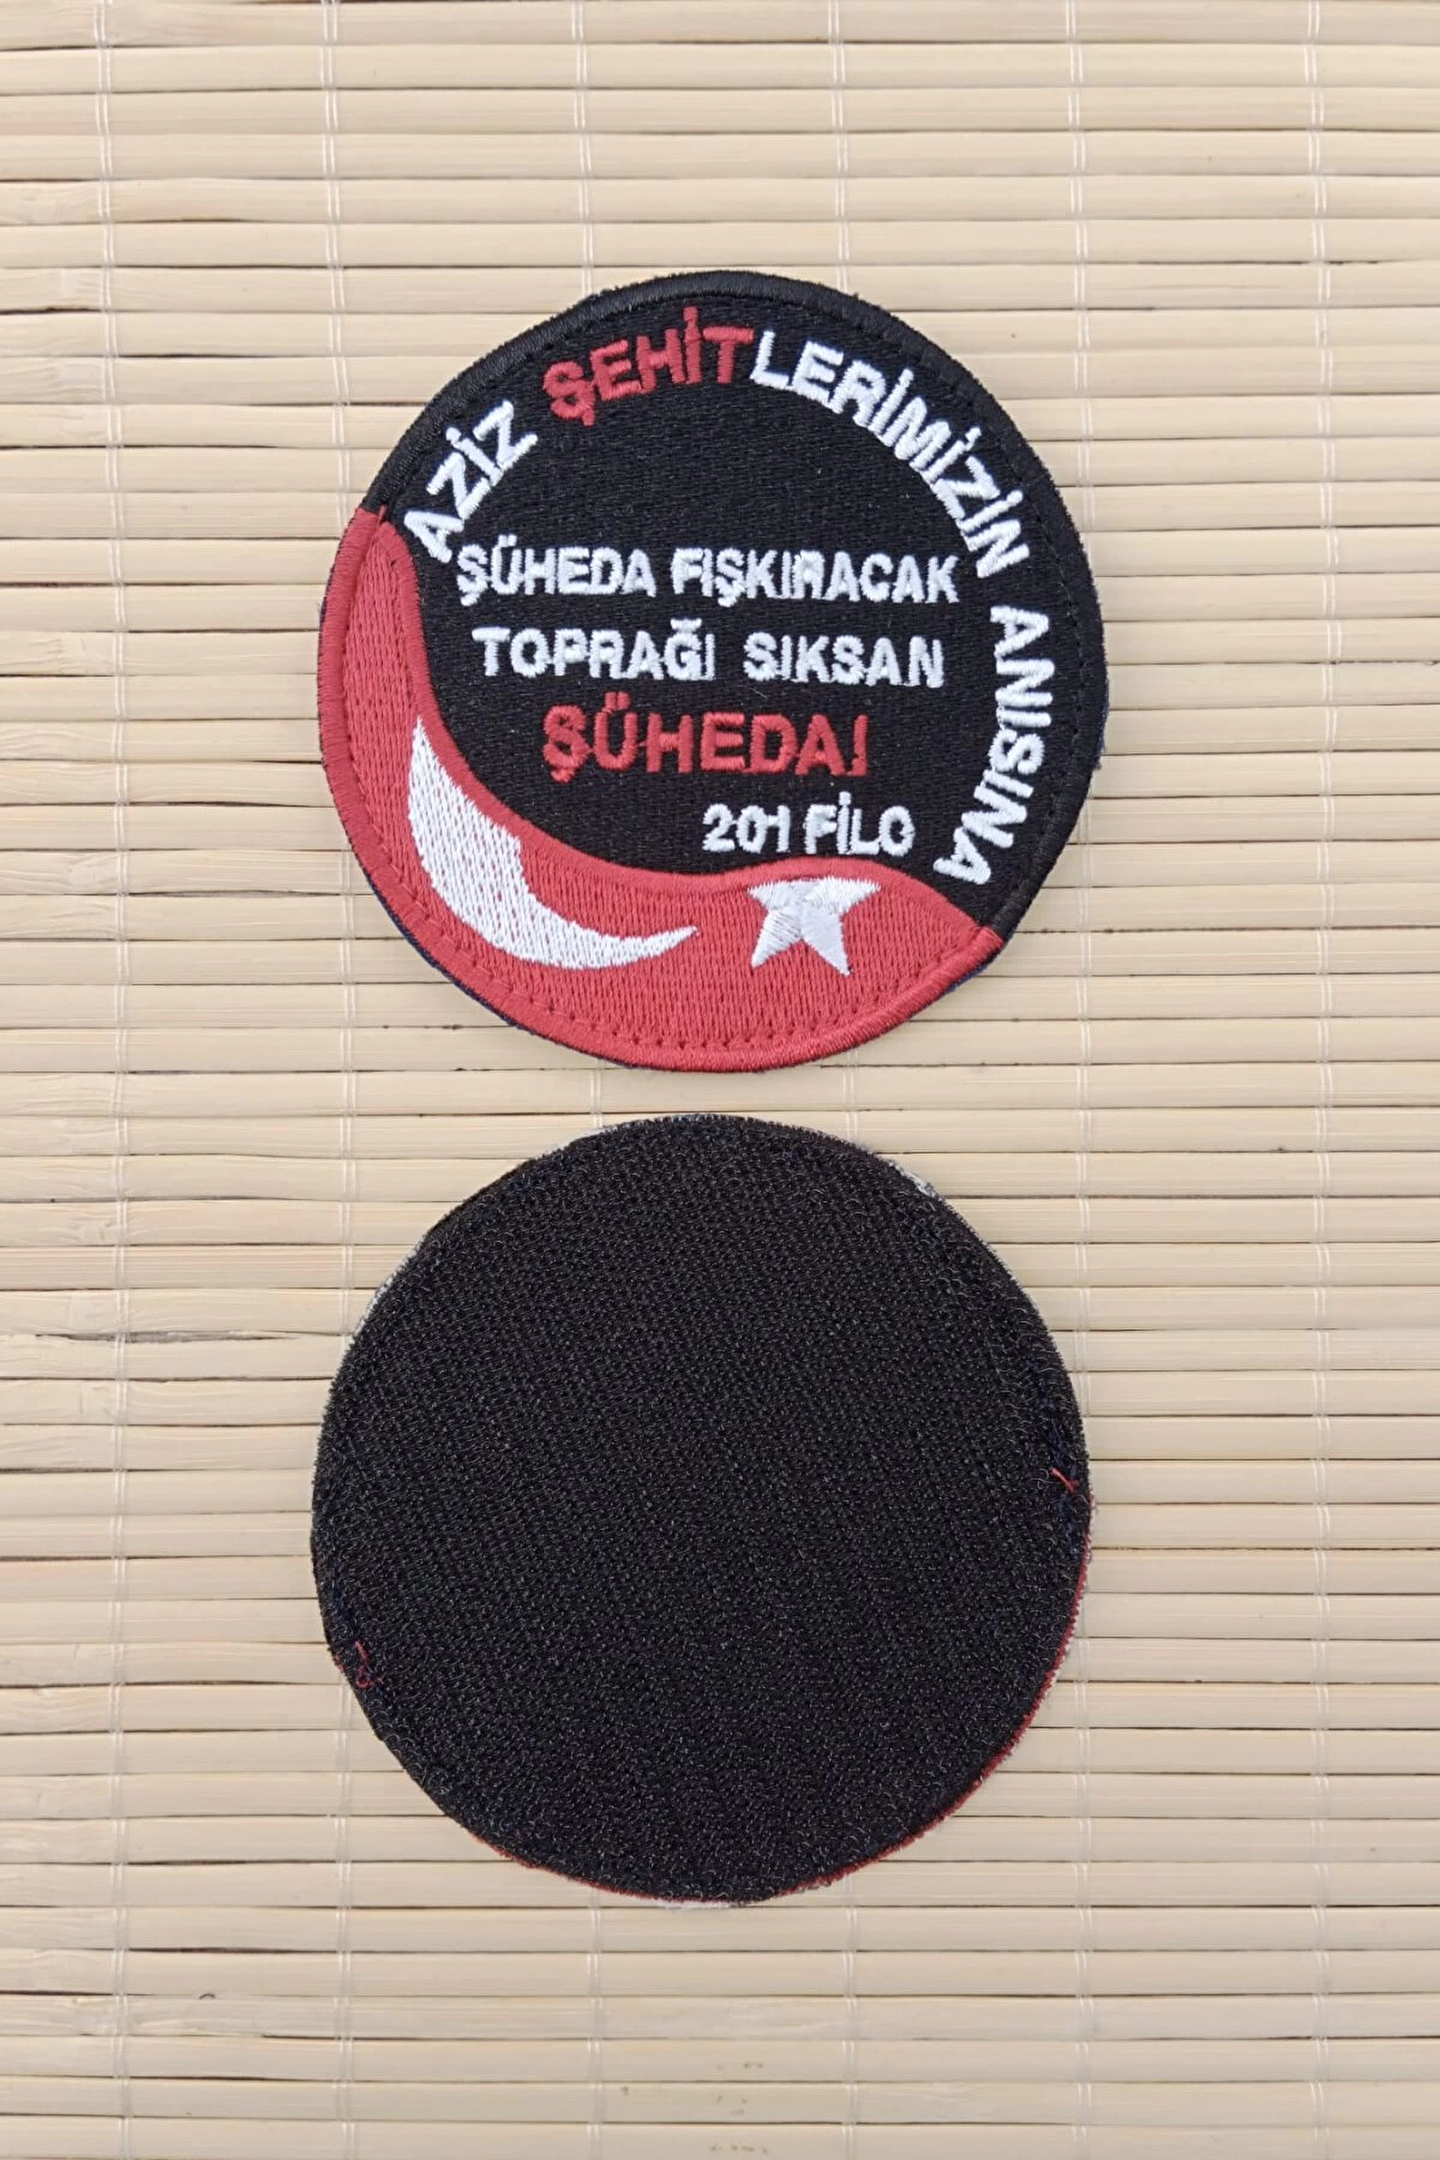 AZİZ ŞEHİTLERİMİZİN ANISINA
ŞÜHEDA FIŞKIRACAK
TOPRAĞI SIKSAN
ŞÜHEDA!
201 FİLO